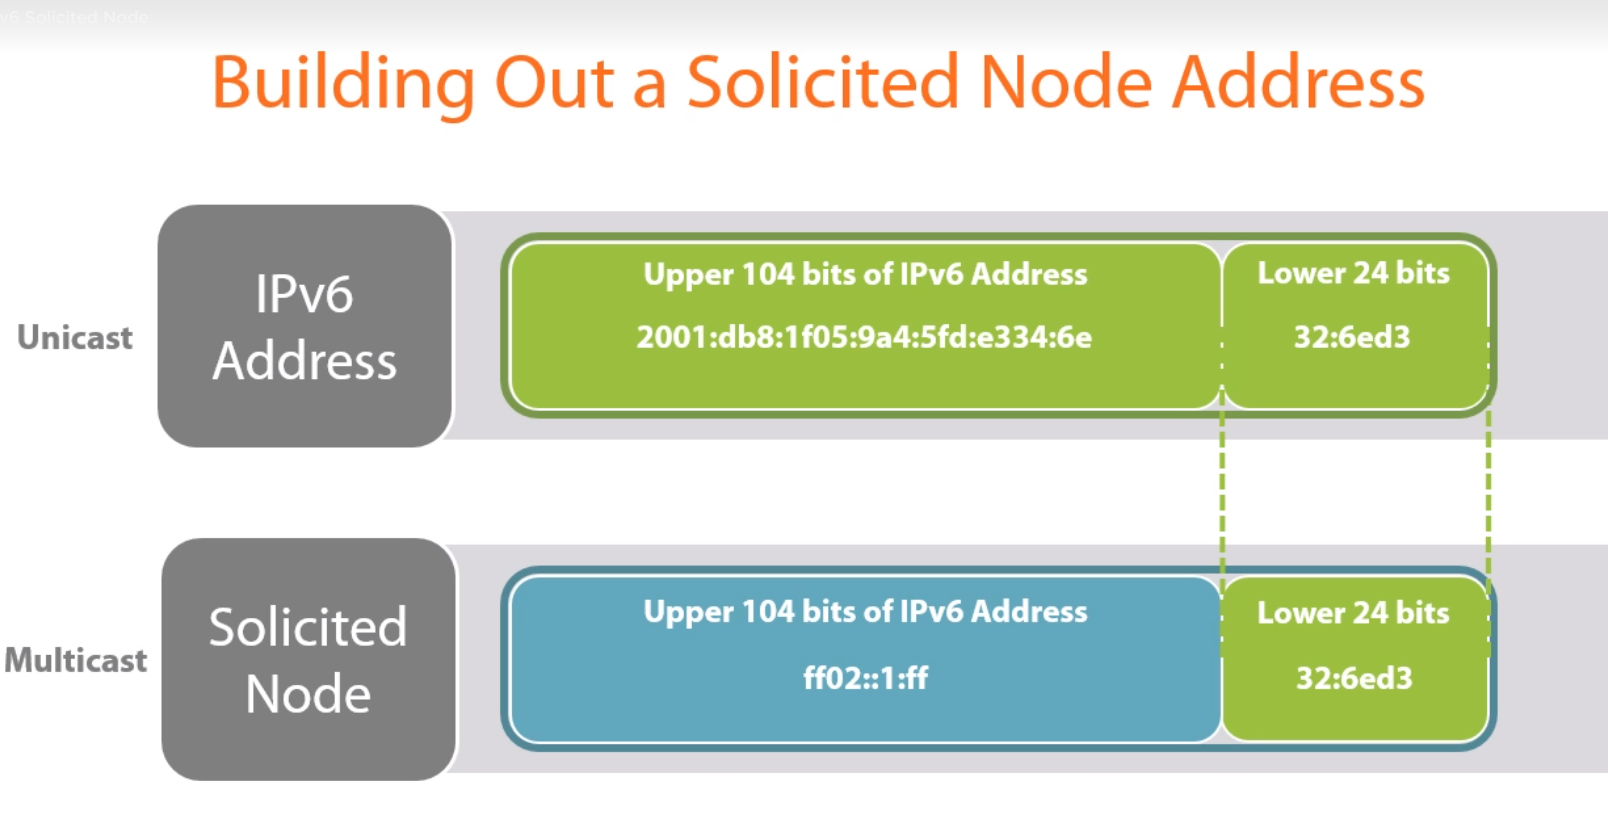 v6 Solicited Node
Building Out a Solicited Node Address
Unicast
IPv6
Address
Upper 104 bits of IPv6 Address
2001:db8:1f05:9a4:5fd:e334:6e
Lower 24 bits
32:6ed3
Multicast
Solicited
Node
Upper 104 bits of IPv6 Address
ff02::1:ff
Lower 24 bits
32:6ed3